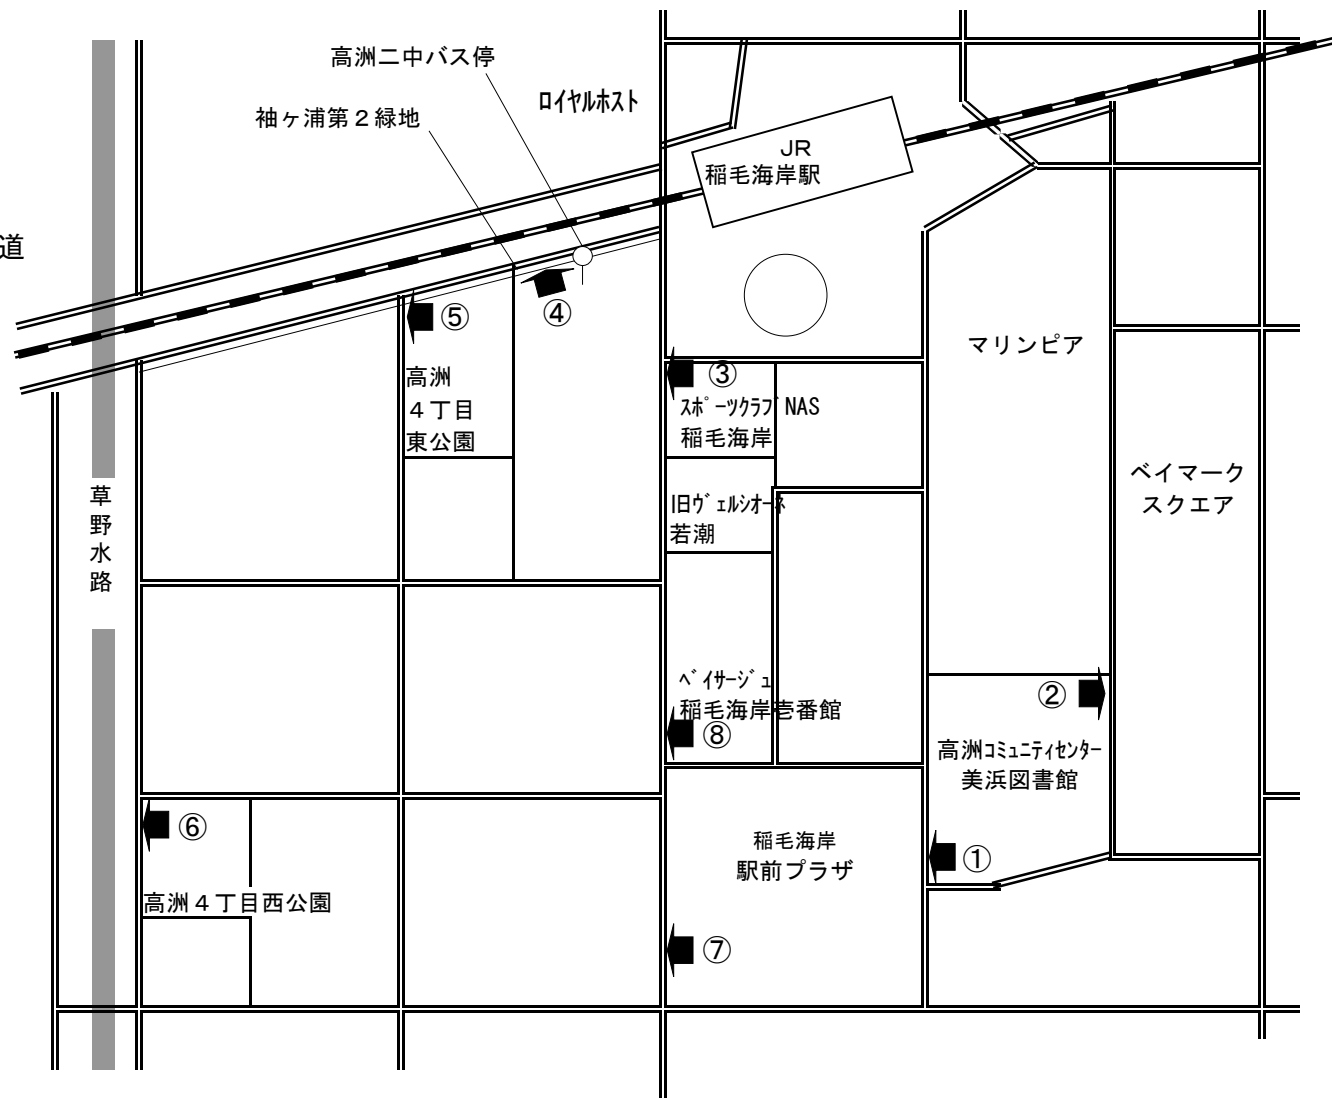 高洲二中バス停
ロイヤルホスト
袖ヶ浦第２緑地
JR
稲毛海岸駅
道
④
⑤
マリンピア
③
高洲
４丁目
東公園
ｽﾎﾟｰﾂｸﾗﾌﾞNAS
稲毛海岸
ベイマーク
スクエア
草野水路
旧ｳﾞｪﾙｼｵｰﾈ
若潮
ﾍﾞｲｻｰｼﾞｭ
稲毛海岸壱番館
②
⑧
高洲ｺﾐｭﾆﾃｨｾﾝﾀｰ
美浜図書館
⑥
稲毛海岸
駅前プラザ
①
高洲４丁目西公園
⑦